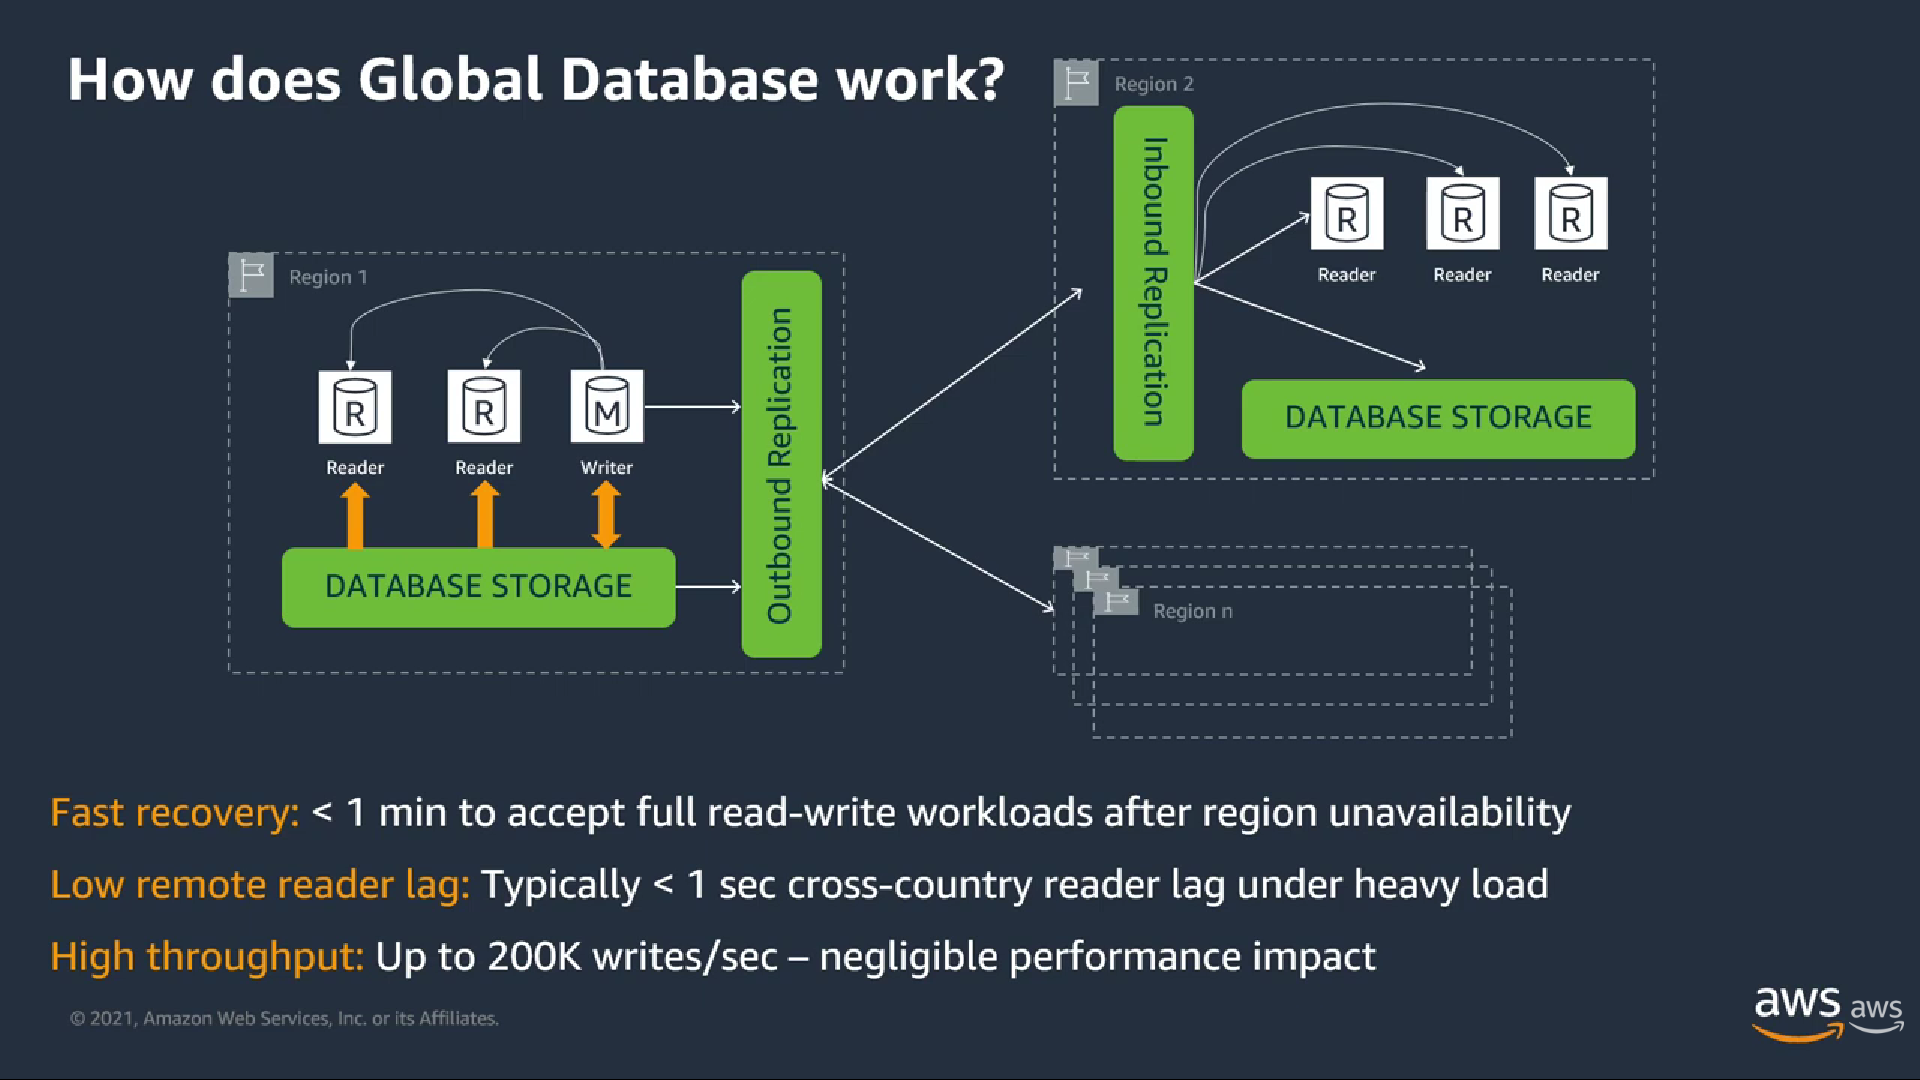 How does Global Database work?
Region 1
R
R
M
Reader
Reader
Writer
DATABASE STORAGE
Outbound Replication
Region 2
Inbound Replication
R
R
R
Reader
Reader
Reader
DATABASE STORAGE
Region n
Fast recovery: < 1 min to accept full read-write workloads after region unavailability
Low remote reader lag: Typically < 1 sec cross-country reader lag under heavy load
High throughput: Up to 200K writes/sec – negligible performance impact
© 2021, Amazon Web Services, Inc. or its Affiliates.
aws
aws